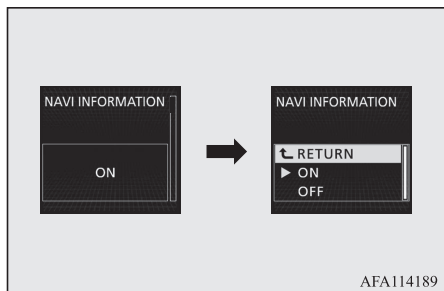 NAVI INFORMATION
ON
NAVI INFORMATION
RETURN
ON
OFF
AFA114189